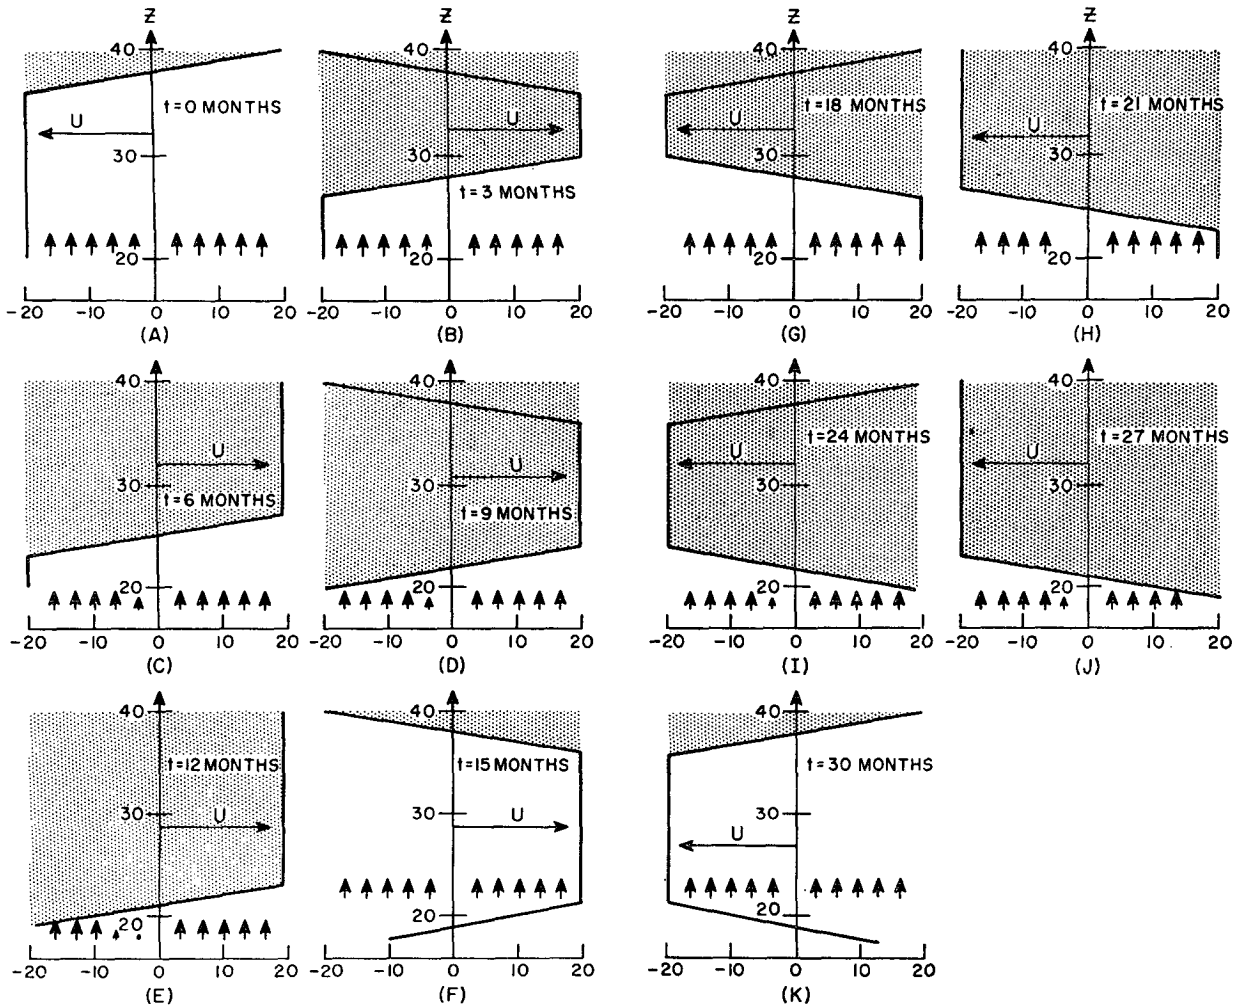 Z Z Z Z
40 40 40 40
t=0 MONTHS t=18 MONTHS t=21 MONTHS
U U U U
30 30 30 30
t=3 MONTHS
20 20 20 20
-20 -10 0 10 20 -20 -10 0 10 20 -20 -10 0 10 20 -20 -10 0 10 20
(A) (B) (G) (H)
40 40 40 40
t=24 MONTHS t=27 MONTHS
U U U U
30 30 30 30
t=6 MONTHS t=9 MONTHS
20 20 20 20
-20 -10 0 10 20 -20 -10 0 10 20 -20 -10 0 10 20 -20 -10 0 10 20
(C) (D) (I) (J)
40 40 40
t=12 MONTHS t=15 MONTHS t=30 MONTHS
30 30 30
U U U
20 20 20
-20 -10 0 10 20 -20 -10 0 10 20 -20 -10 0 10 20
(E) (F) (K)